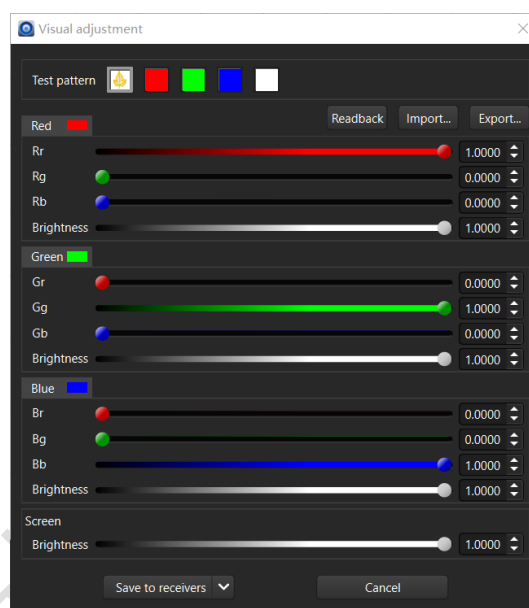 Visual adjustment
Test pattern
Readback Import... Export...
Red
Rr 1.0000
Rg 0.0000
Rb 0.0000
Brightness 1.0000
Green
Gr 0.0000
Gg 1.0000
Gb 0.0000
Brightness 1.0000
Blue
Br 0.0000
Bg 0.0000
Bb 1.0000
Brightness 1.0000
Screen
Brightness 1.0000
Save to receivers Cancel